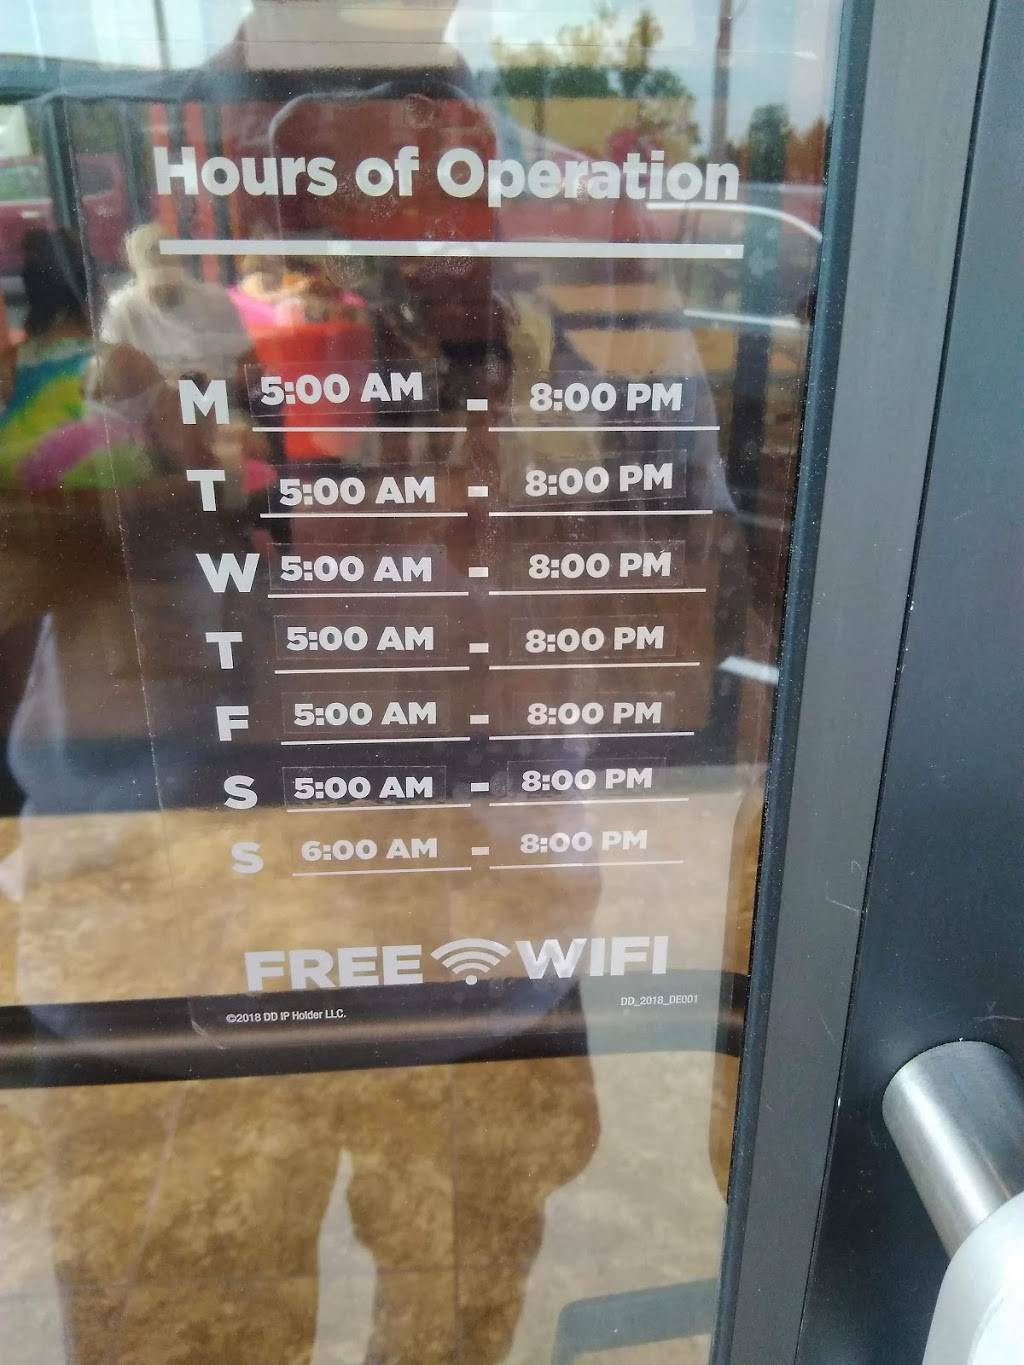 Hours of Operation
M 5:00 AM - 8:00 PM
T 5:00 AM - 8:00 PM
W 5:00 AM - 8:00 PM
T 5:00 AM - 8:00 PM
F 5:00 AM - 8:00 PM
S 5:00 AM - 8:00 PM
S 6:00 AM - 8:00 PM
FREE WIFI
©2018 DD IP Holder LLC.
DD_2018_DE001